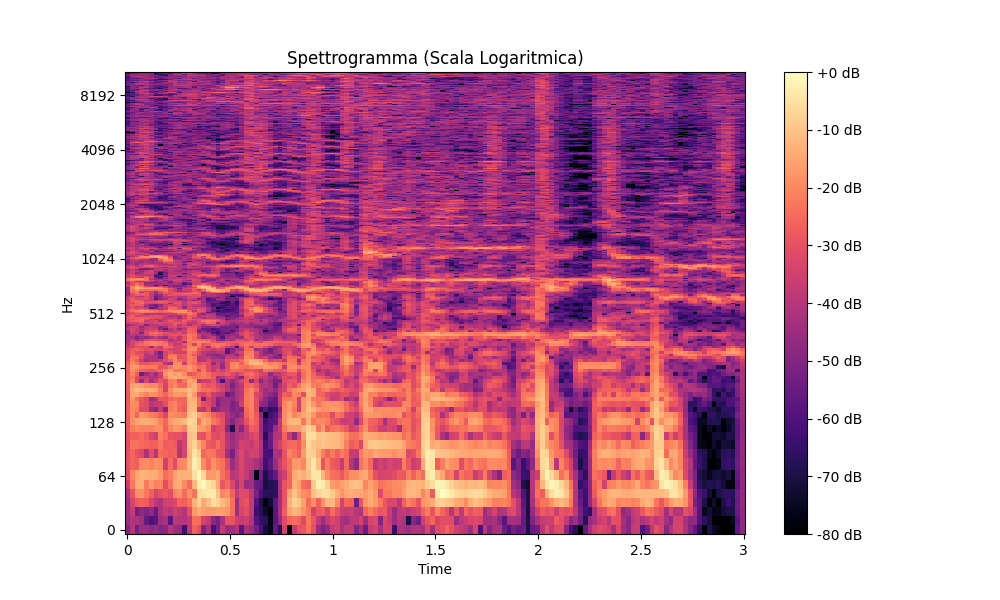 Spettrogramma (Scala Logaritmica)
8192
4096
2048
1024
512
256
128
64
0
Hz
0
0.5
1
1.5
2
2.5
3
Time
+0 dB
-10 dB
-20 dB
-30 dB
-40 dB
-50 dB
-60 dB
-70 dB
-80 dB